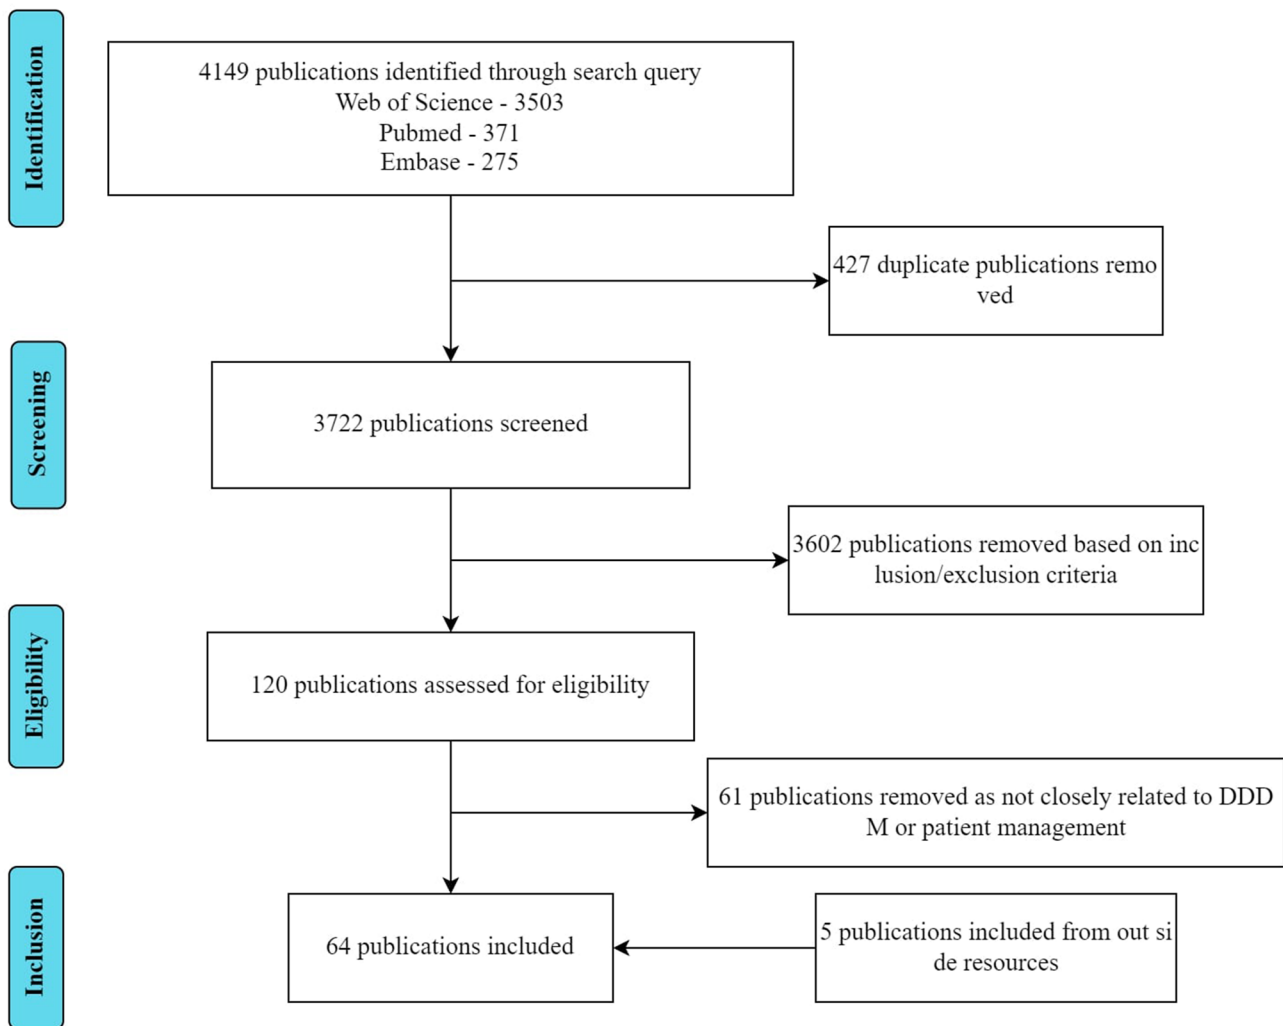 Identification
4149 publications identified through search query
Web of Science - 3503
Pubmed - 371
Embase - 275
427 duplicate publications remo
ved
Screening
3722 publications screened
3602 publications removed based on inc
lusion/exclusion criteria
Eligibility
120 publications assessed for eligibility
61 publications removed as not closely related to DDD
M or patient management
Inclusion
64 publications included
5 publications included from out si
de resources